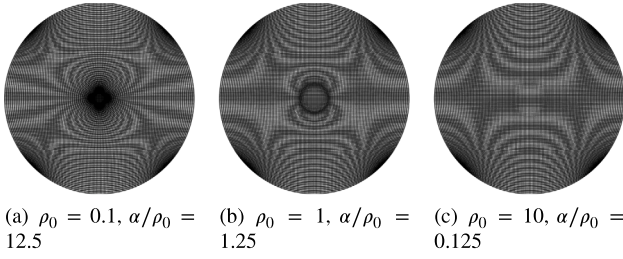 (a) ρ₀ = 0.1, α/ρ₀ =
12.5
(b) ρ₀ = 1, α/ρ₀ =
1.25
(c) ρ₀ = 10, α/ρ₀ =
0.125